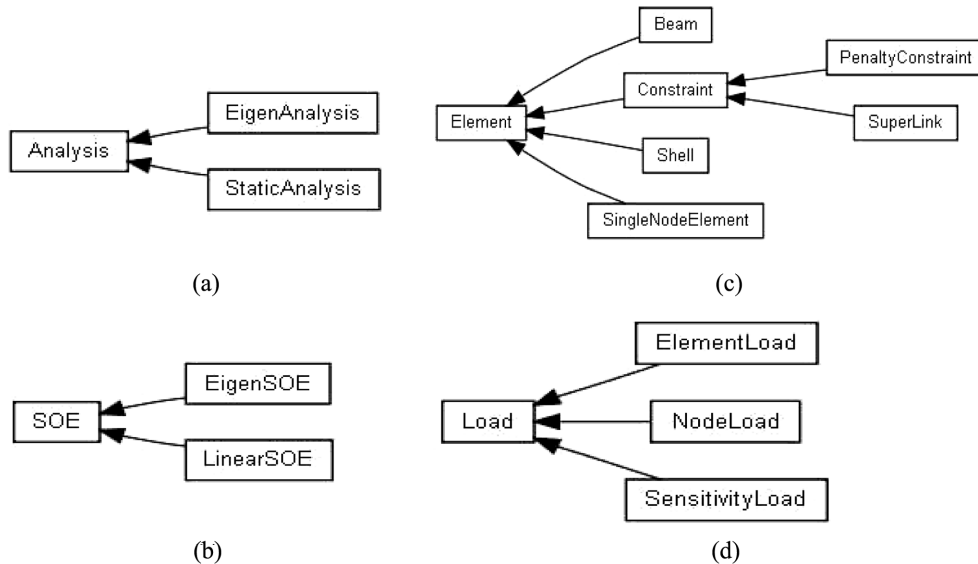 EigenAnalysis
Analysis
StaticAnalysis
(a)
Beam
PenaltyConstraint
Constraint
Element
SuperLink
Shell
SingleNodeElement
(c)
EigenSOE
SOE
LinearSOE
(b)
ElementLoad
Load
NodeLoad
SensitivityLoad
(d)